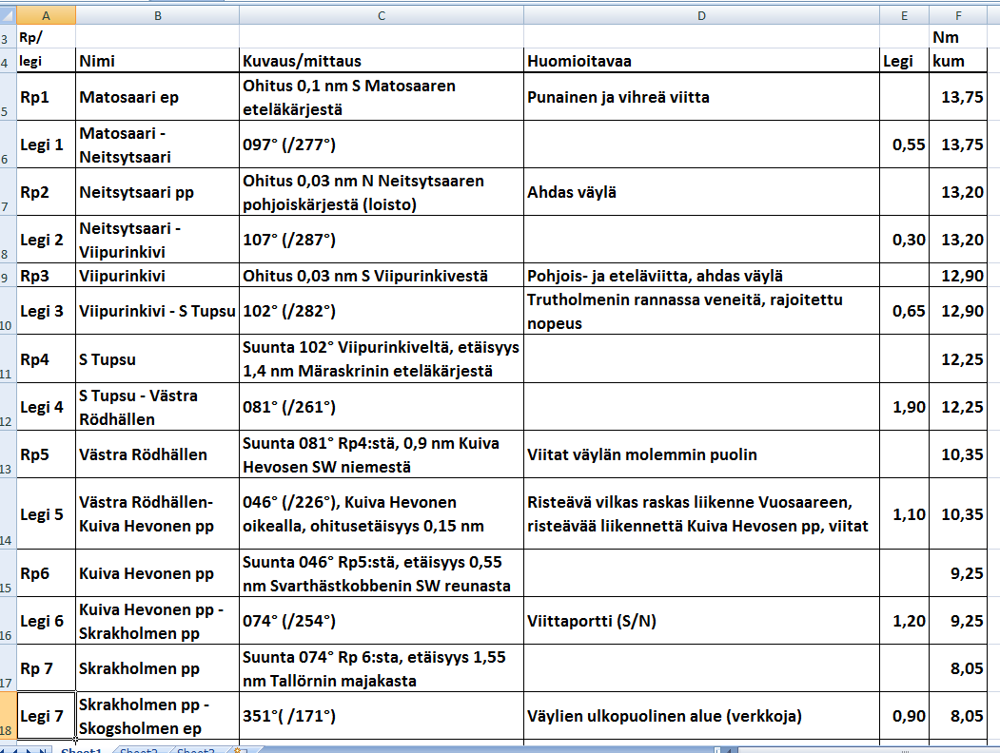 A B C D E F
3 Rp/ Nm
4 legi Nimi Kuvaus/mittaus Huomioitavaa Legi kum
5 Rp1 Matosaari ep Ohitus 0,1 nm S Matosaaren Punainen ja vihreä viitta 13,75
eteläkärjestä
6 Legi 1 Matosaari - 097° (/277°) 0,55 13,75
Neitsytsaari
7 Rp2 Neitsytsaari pp Ohitus 0,03 nm N Neitsytsaaren Ahdas väylä 13,20
pohjoiskärjestä (loisto)
8 Legi 2 Neitsytsaari - 107° (/287°) 0,30 13,20
Viipurinkivi
9 Rp3 Viipurinkivi Ohitus 0,03 nm S Viipurinkivestä Pohjois- ja eteläviitta, ahdas väylä 12,90
10 Legi 3 Viipurinkivi - S Tupsu 102° (/282°) Trutholmenin rannassa veneitä, rajoitettu 0,65 12,90
nopeus
11 Rp4 S Tupsu Suunta 102° Viipurinkiveltä, etäisyys 12,25
1,4 nm Märaskrinin eteläkärjestä
12 Legi 4 S Tupsu - Västra 081° (/261°) 1,90 12,25
Rödhällen
13 Rp5 Västra Rödhällen Suunta 081° Rp4:stä, 0,9 nm Kuiva Viitat väylän molemmin puolin 10,35
Hevosen SW niemestä
14 Legi 5 Västra Rödhällen- 046° (/226°), Kuiva Hevonen Risteävä vilkas raskas liikenne Vuosaareen, 1,10 10,35
Kuiva Hevonen pp oikealla, ohitusetäisyys 0,15 nm risteävää liikennettä Kuiva Hevosen pp, viitat
15 Rp6 Kuiva Hevonen pp Suunta 046° Rp5:stä, etäisyys 0,55 9,25
nm Svarthästkobbenin SW reunasta
16 Legi 6 Kuiva Hevonen pp - 074° (/254°) Viittaportti (S/N) 1,20 9,25
Skrakholmen pp
17 Rp 7 Skrakholmen pp Suunta 074° Rp 6:sta, etäisyys 1,55 8,05
nm Tallörnin majakasta
18 Legi 7 Skrakholmen pp - 351°( /171°) Väylien ulkopuolinen alue (verkkoja) 0,90 8,05
Skogsholmen ep
Sheet1 Sheet2 Sheet3